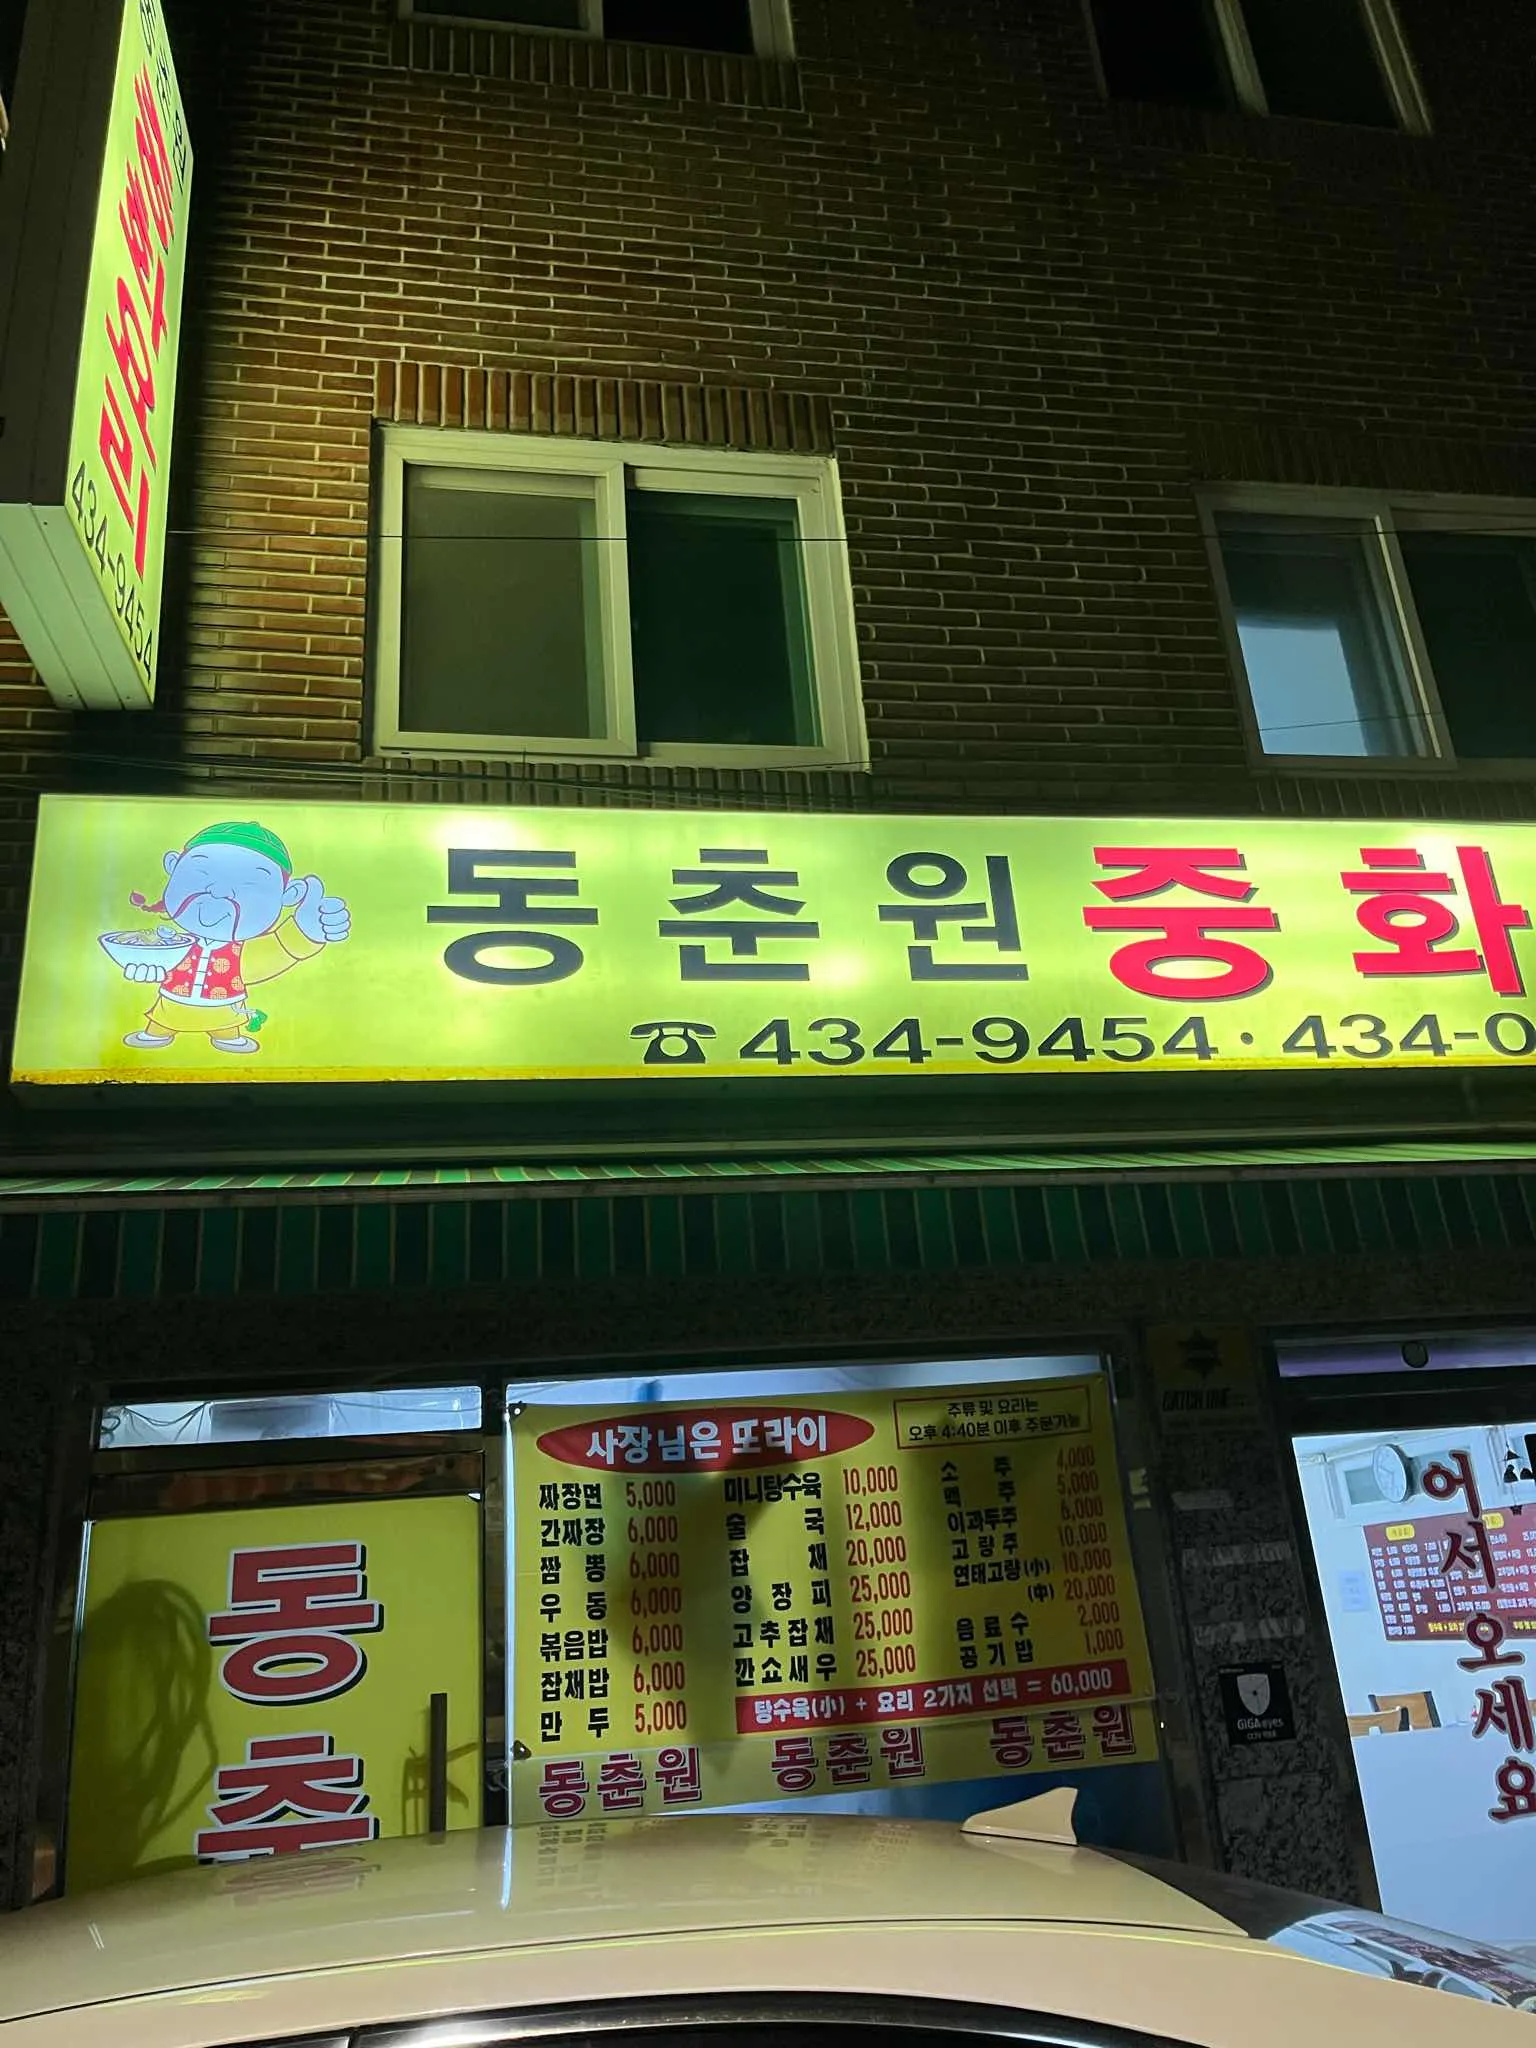 중화요리
434-9454
동춘원 중화
☎ 434-9454 · 434-0
사장님은 또라이
주류 및 요리는
오후 4:40분 이후 주문가능
짜장면 5,000
간짜장 6,000
짬뽕 6,000
우동 6,000
볶음밥 6,000
잡채밥 6,000
만두 5,000
미니탕수육 10,000
술국 12,000
잡채 20,000
양장피 25,000
고추잡채 25,000
깐쇼새우 25,000
소주 4,000
맥주 5,000
이과두주 6,000
고량주 10,000
연태고량(小) 10,000
(中) 20,000
음료수 2,000
공기밥 1,000
탕수육(小) + 요리 2가지 선택 = 60,000
동춘원 동춘원 동춘원
동
춘
어서오세요
CATCH LINE
GiGAeyes